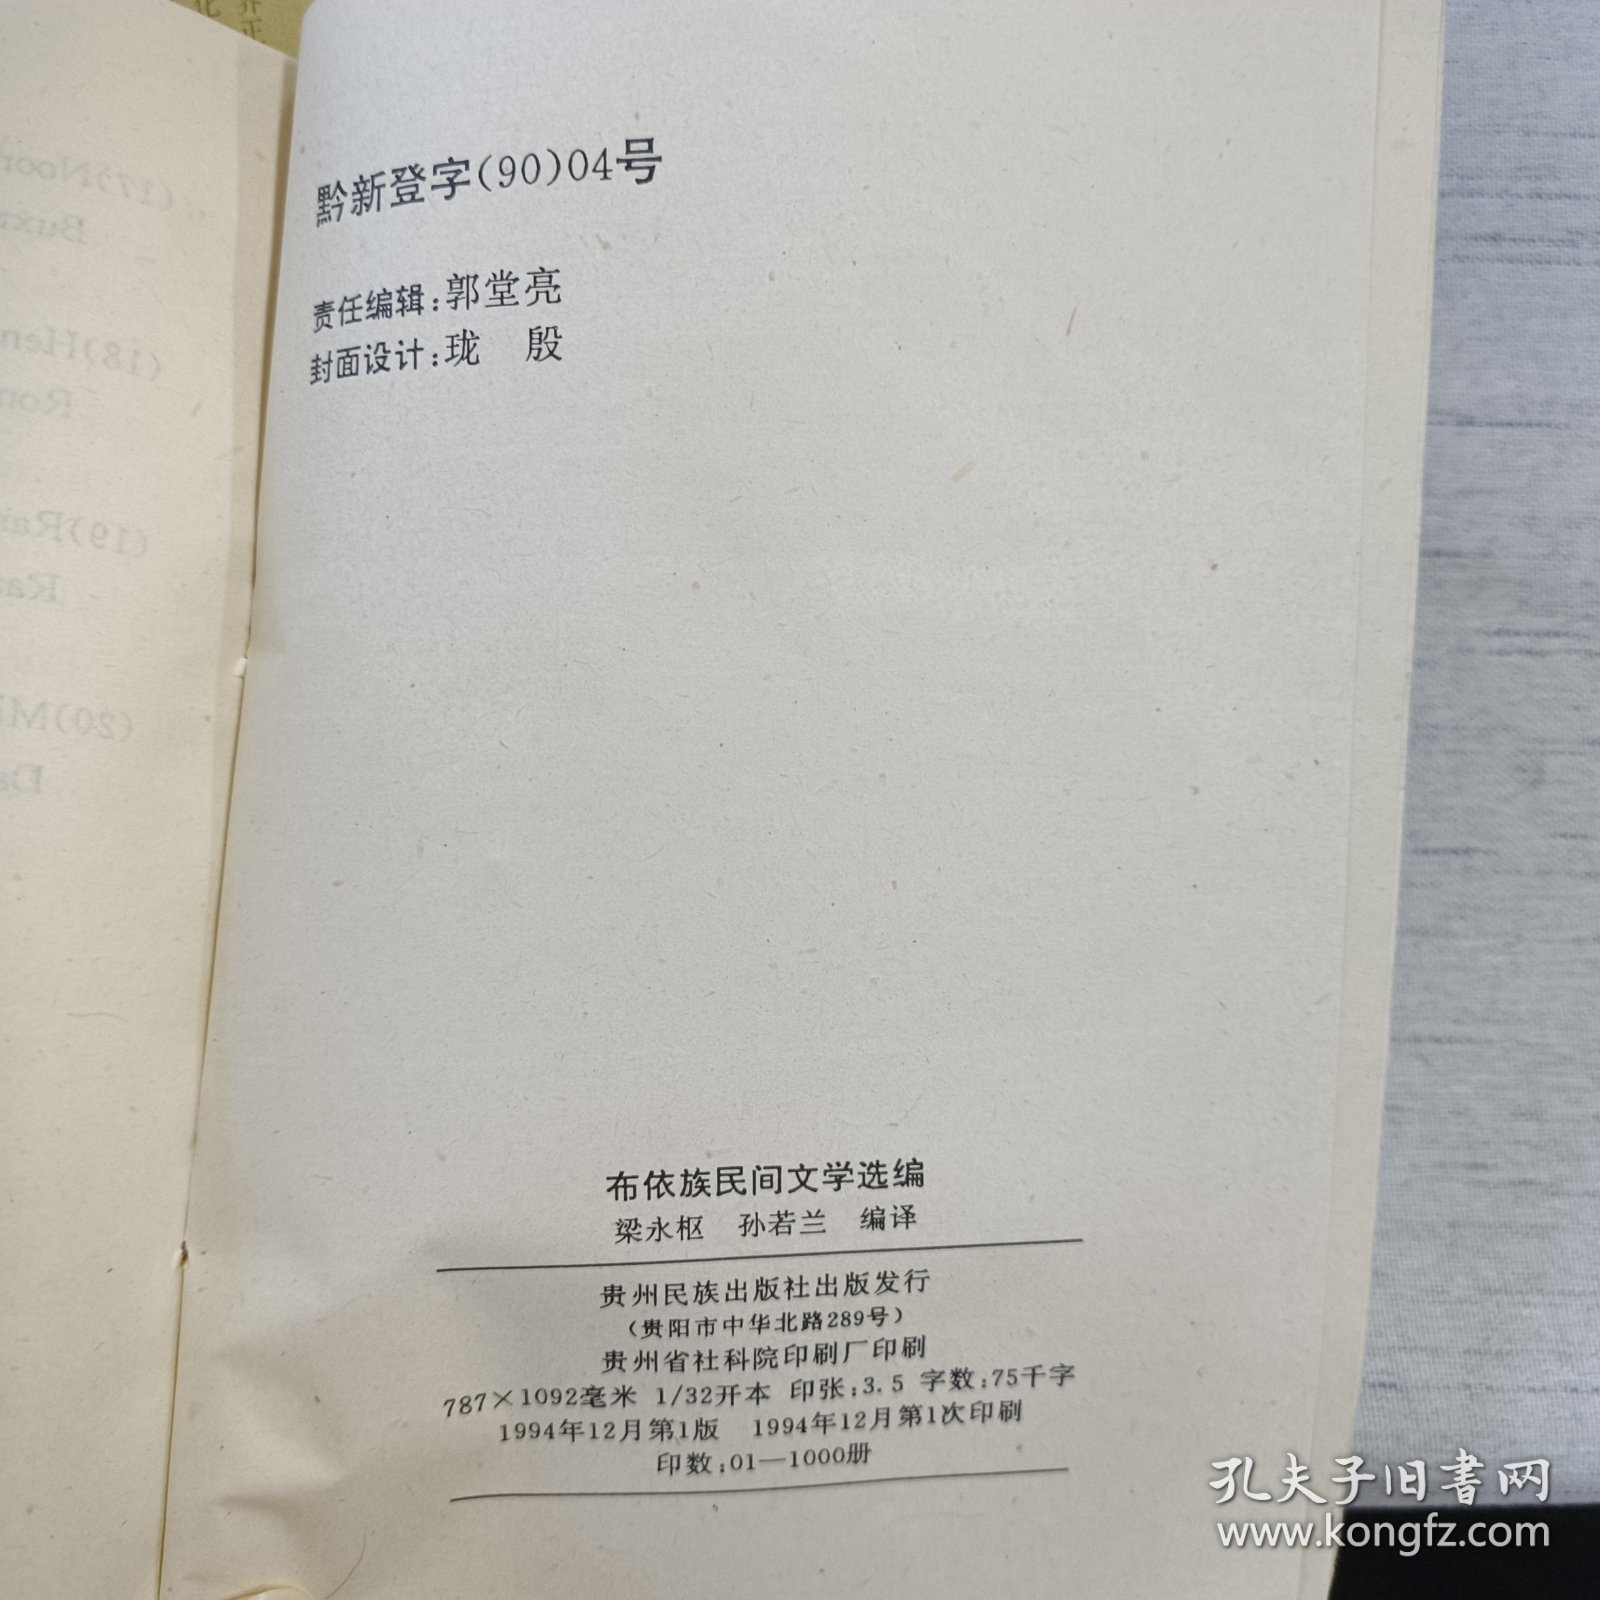 黔新登字(90)04号
责任编辑:郭堂亮
封面设计:珑 殷
布依族民间文学选编
梁永枢 孙若兰 编译
贵州民族出版社出版发行
(贵阳市中华北路289号)
贵州省社科院印刷厂印刷
787×1092毫米 1/32开本 印张:3.5 字数:75千字
1994年12月第1版 1994年12月第1次印刷
印数:01—1000册
孔夫子旧书网
www.kongfz.com